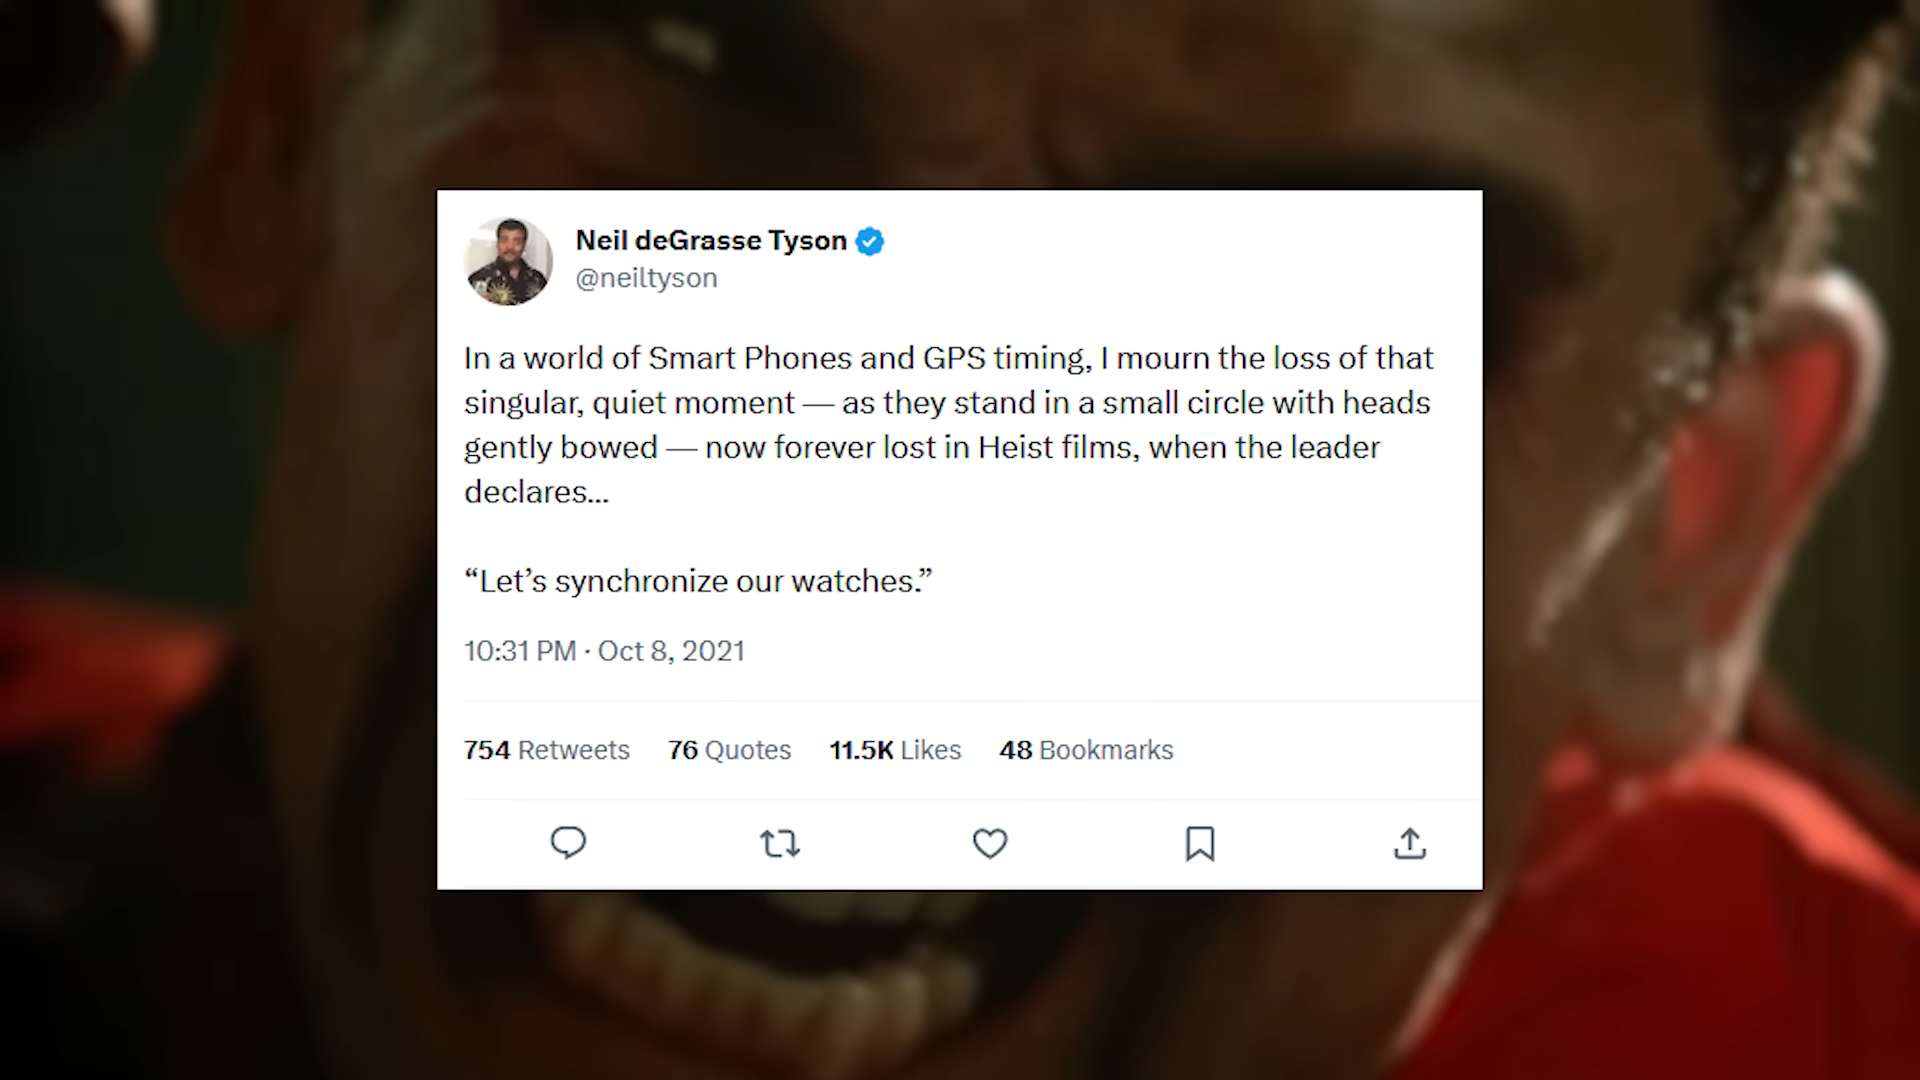 Neil deGrasse Tyson
@neiltyson
In a world of Smart Phones and GPS timing, I mourn the loss of that
singular, quiet moment — as they stand in a small circle with heads
gently bowed — now forever lost in Heist films, when the leader
declares...
“Let’s synchronize our watches.”
10:31 PM · Oct 8, 2021
754 Retweets 76 Quotes 11.5K Likes 48 Bookmarks